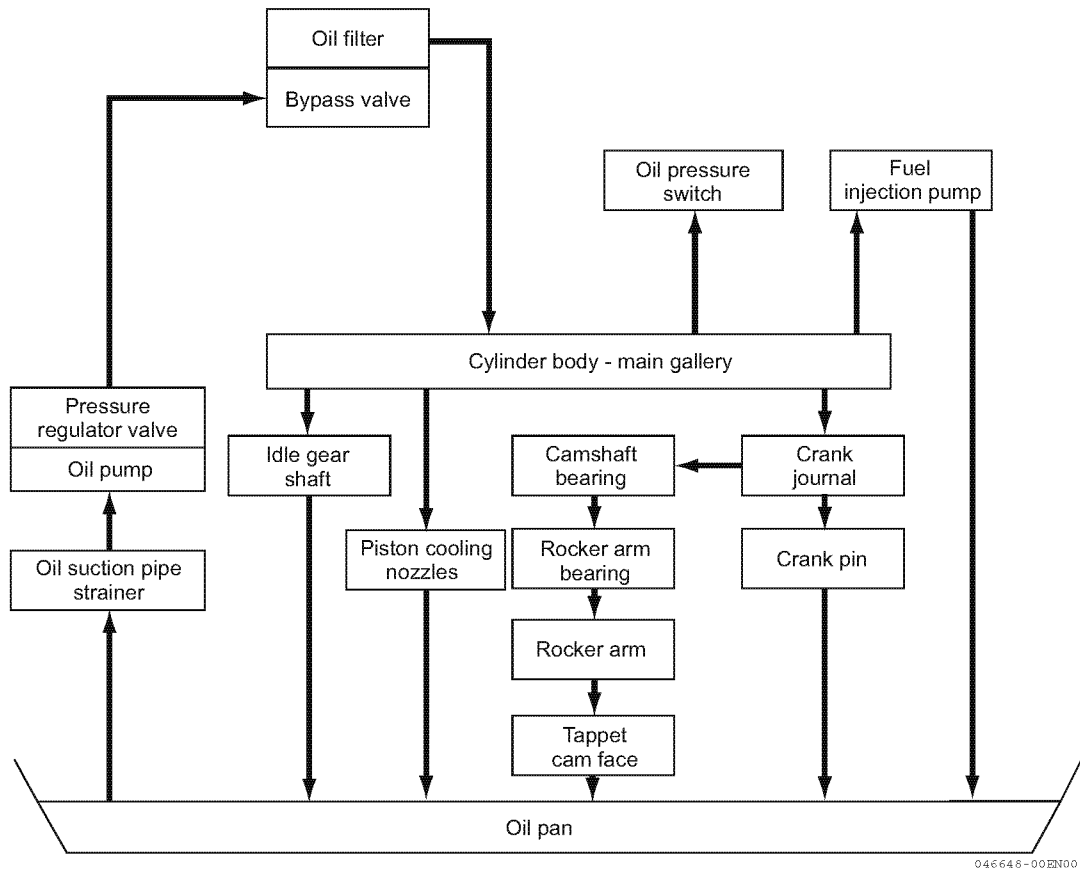 Oil filter
Bypass valve
Oil pressure
switch
Fuel
injection pump
Cylinder body - main gallery
Pressure
regulator valve
Oil pump
Idle gear
shaft
Camshaft
bearing
Crank
journal
Oil suction pipe
strainer
Piston cooling
nozzles
Rocker arm
bearing
Crank pin
Rocker arm
Tappet
cam face
Oil pan
046648-00EN00